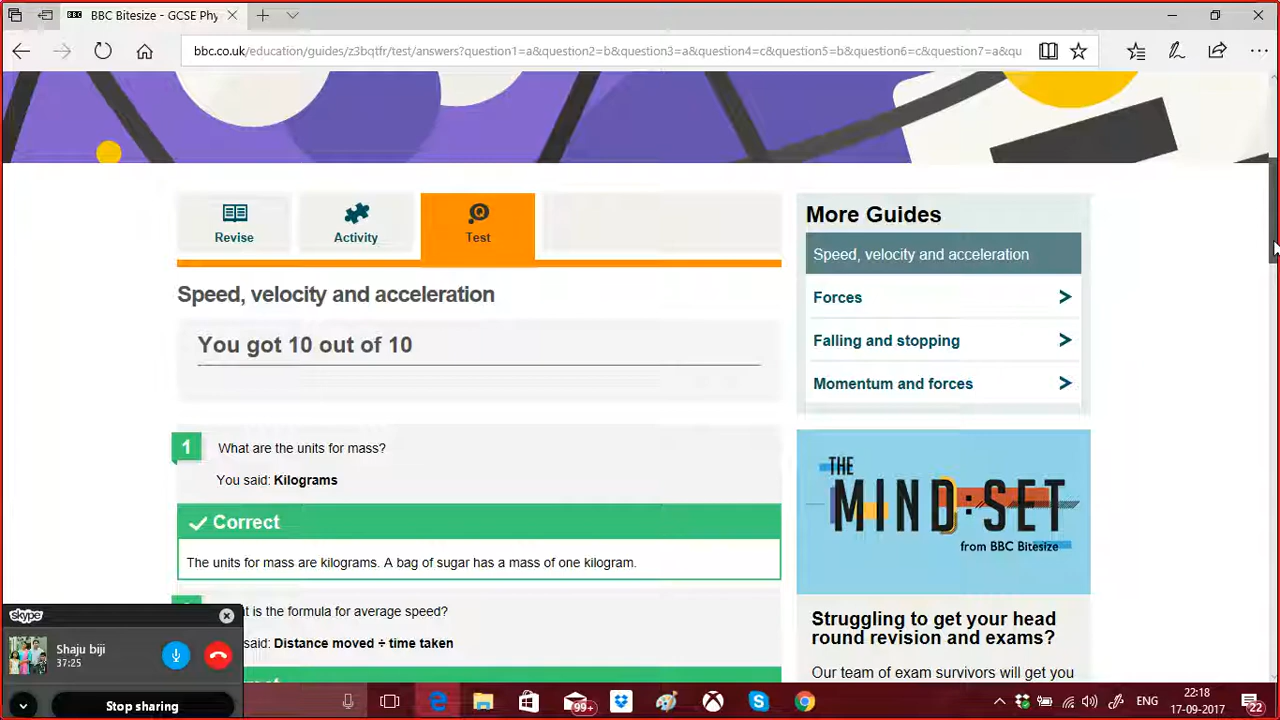 BBC BBC Bitesize - GCSE Phy
bbc.co.uk/education/guides/z3bqtfr/test/answers?question1=a&question2=b&question3=a&question4=c&question5=b&question6=c&question7=a&qu
Revise
Activity
Test
Speed, velocity and acceleration
You got 10 out of 10
1 What are the units for mass?
You said: Kilograms
Correct
The units for mass are kilograms. A bag of sugar has a mass of one kilogram.
is the formula for average speed?
said: Distance moved ÷ time taken
More Guides
Speed, velocity and acceleration
Forces
Falling and stopping
Momentum and forces
THE
MIND:SET
from BBC Bitesize
Struggling to get your head
round revision and exams?
Our team of exam survivors will get you
skype
Shaju biji
37:25
Stop sharing
99+
ENG
22:18
17-09-2017
22